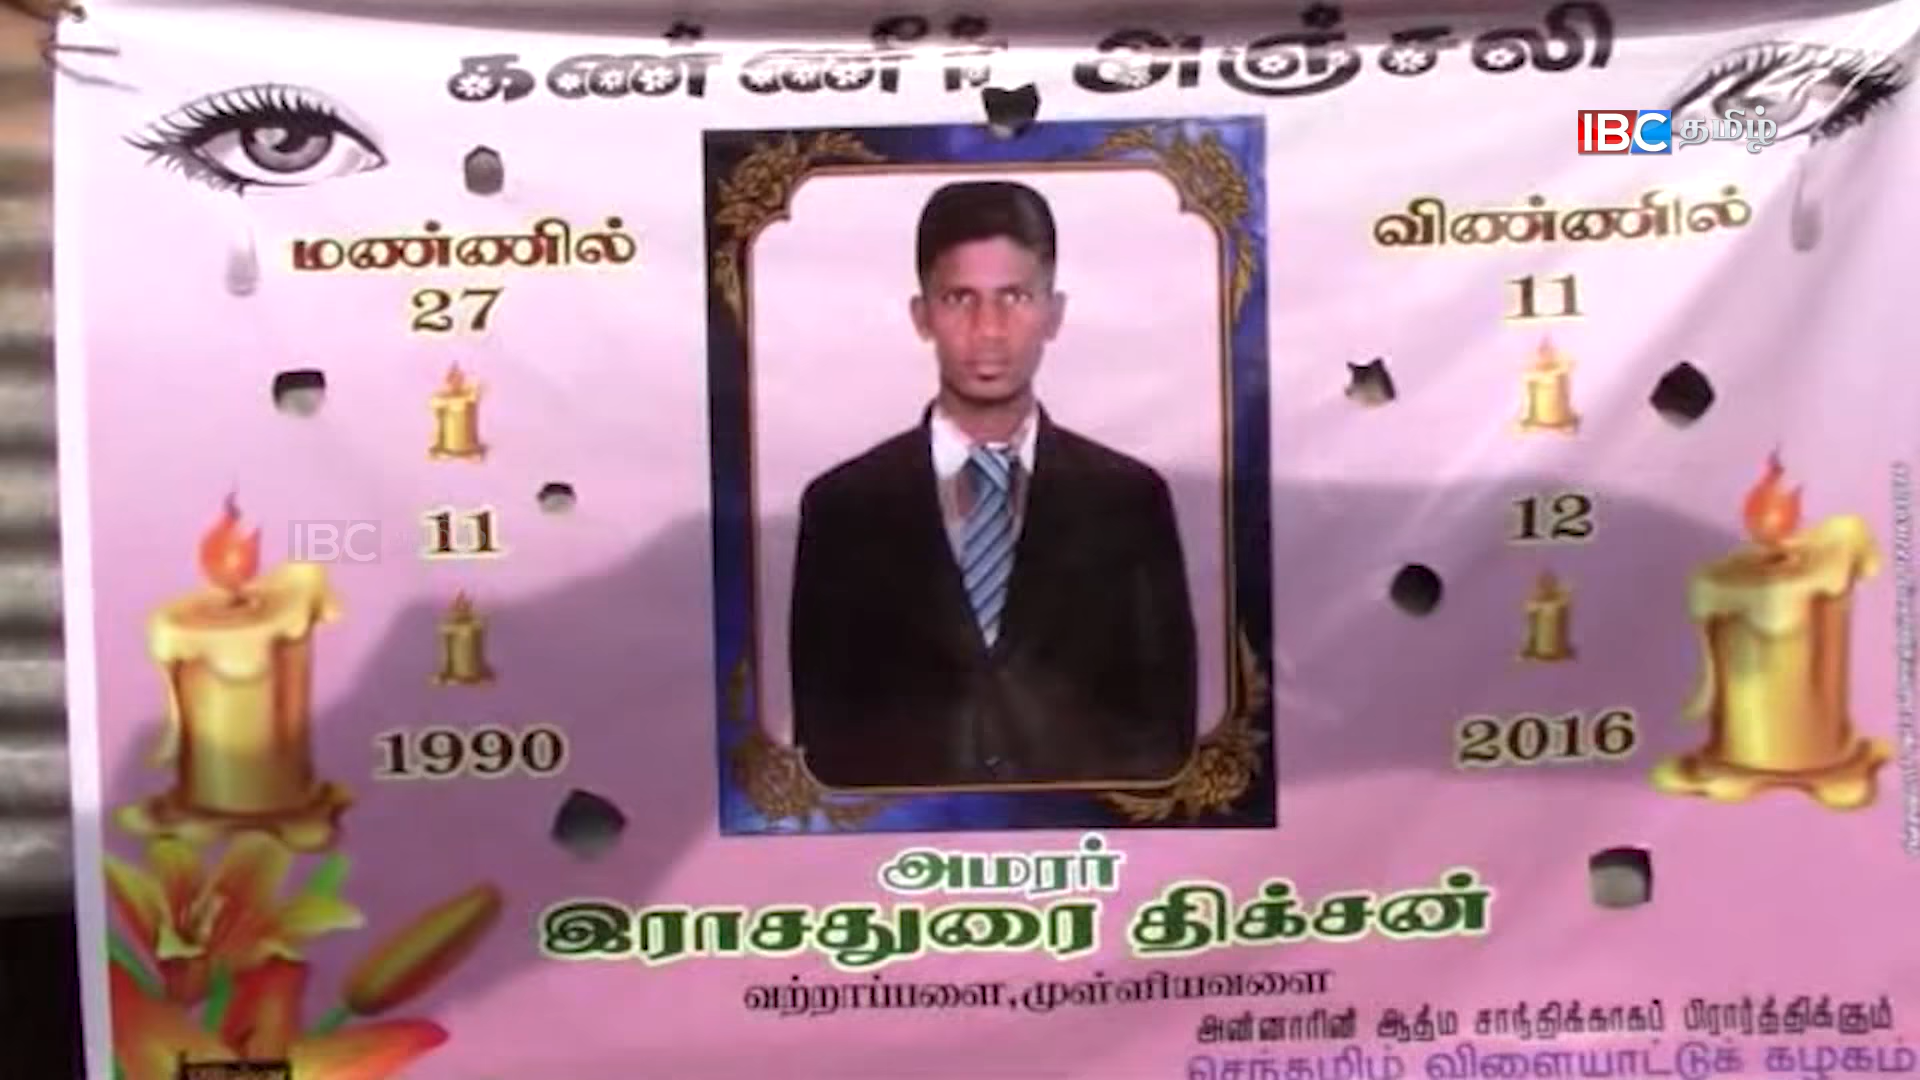 கண்ணீர் அஞ்சலி
IBC தமிழ்
மண்ணில்
27
11
1990
விண்ணில்
11
12
2016
IBC
அமரர்
இராசதுரை திக்சன்
வற்றாப்பளை,முள்ளியவளை
அன்னாரின் ஆத்ம சாந்திக்காகப் பிரார்த்திக்கும்
செந்தமிழ் விளையாட்டுக் கழகம்